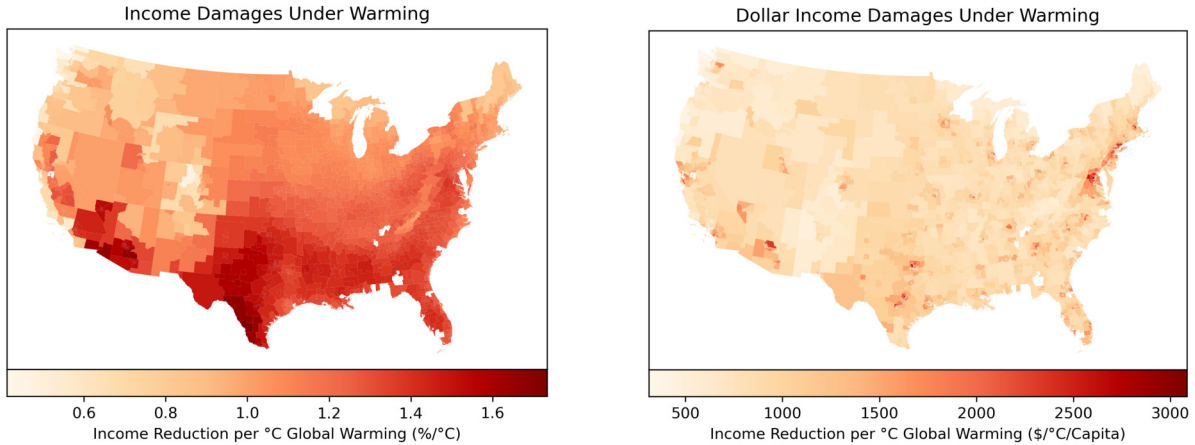 Income Damages Under Warming
0.6 0.8 1.0 1.2 1.4 1.6
Income Reduction per °C Global Warming (%/°C)
Dollar Income Damages Under Warming
500 1000 1500 2000 2500 3000
Income Reduction per °C Global Warming ($/°C/Capita)